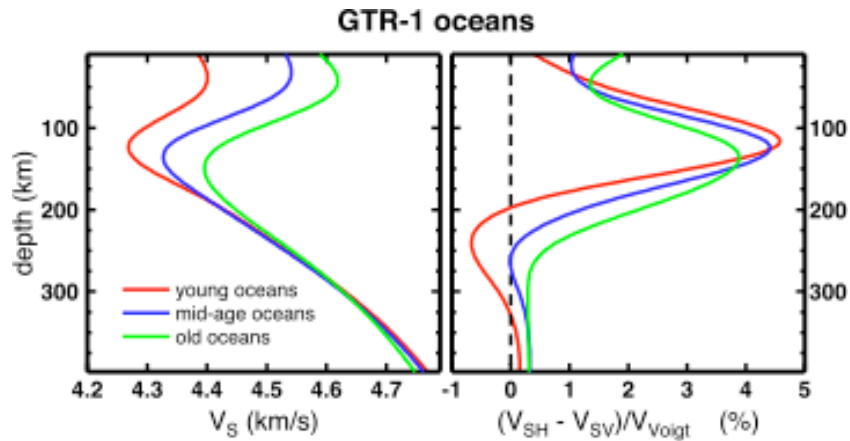 GTR-1 oceans
100
200
300
depth (km)
young oceans
mid-age oceans
old oceans
4.2 4.3 4.4 4.5 4.6 4.7
V_S (km/s)
100
200
300
-1 0 1 2 3 4 5
(V_SH - V_SV)/V_Voigt (%)